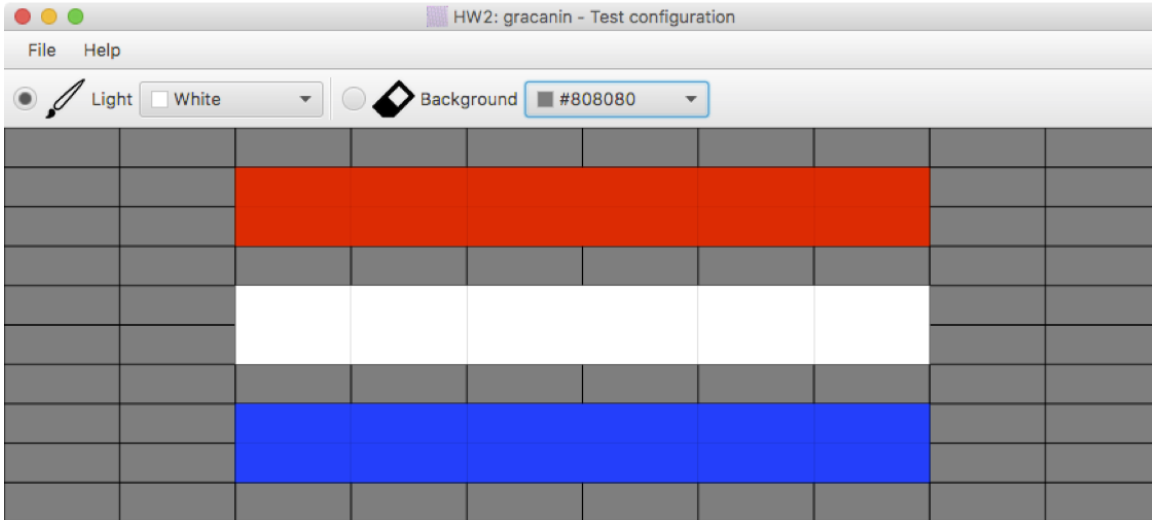 HW2: gracanin - Test configuration
File Help
Light White Background #808080